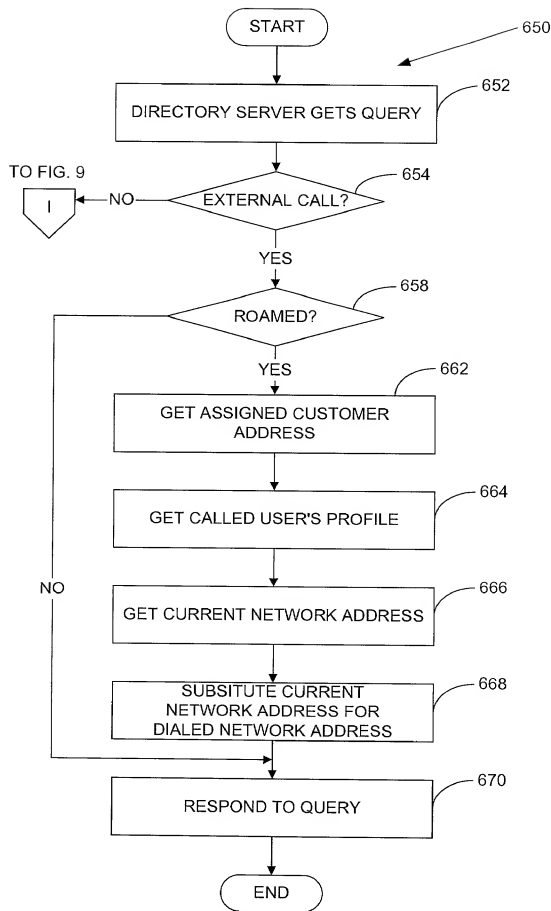 START
650
652
DIRECTORY SERVER GETS QUERY
TO FIG. 9
654
I
NO
EXTERNAL CALL?
YES
658
ROAMED?
YES
662
GET ASSIGNED CUSTOMER
ADDRESS
664
GET CALLED USER'S PROFILE
NO
666
GET CURRENT NETWORK ADDRESS
668
SUBSITUTE CURRENT
NETWORK ADDRESS FOR
DIALED NETWORK ADDRESS
670
RESPOND TO QUERY
END